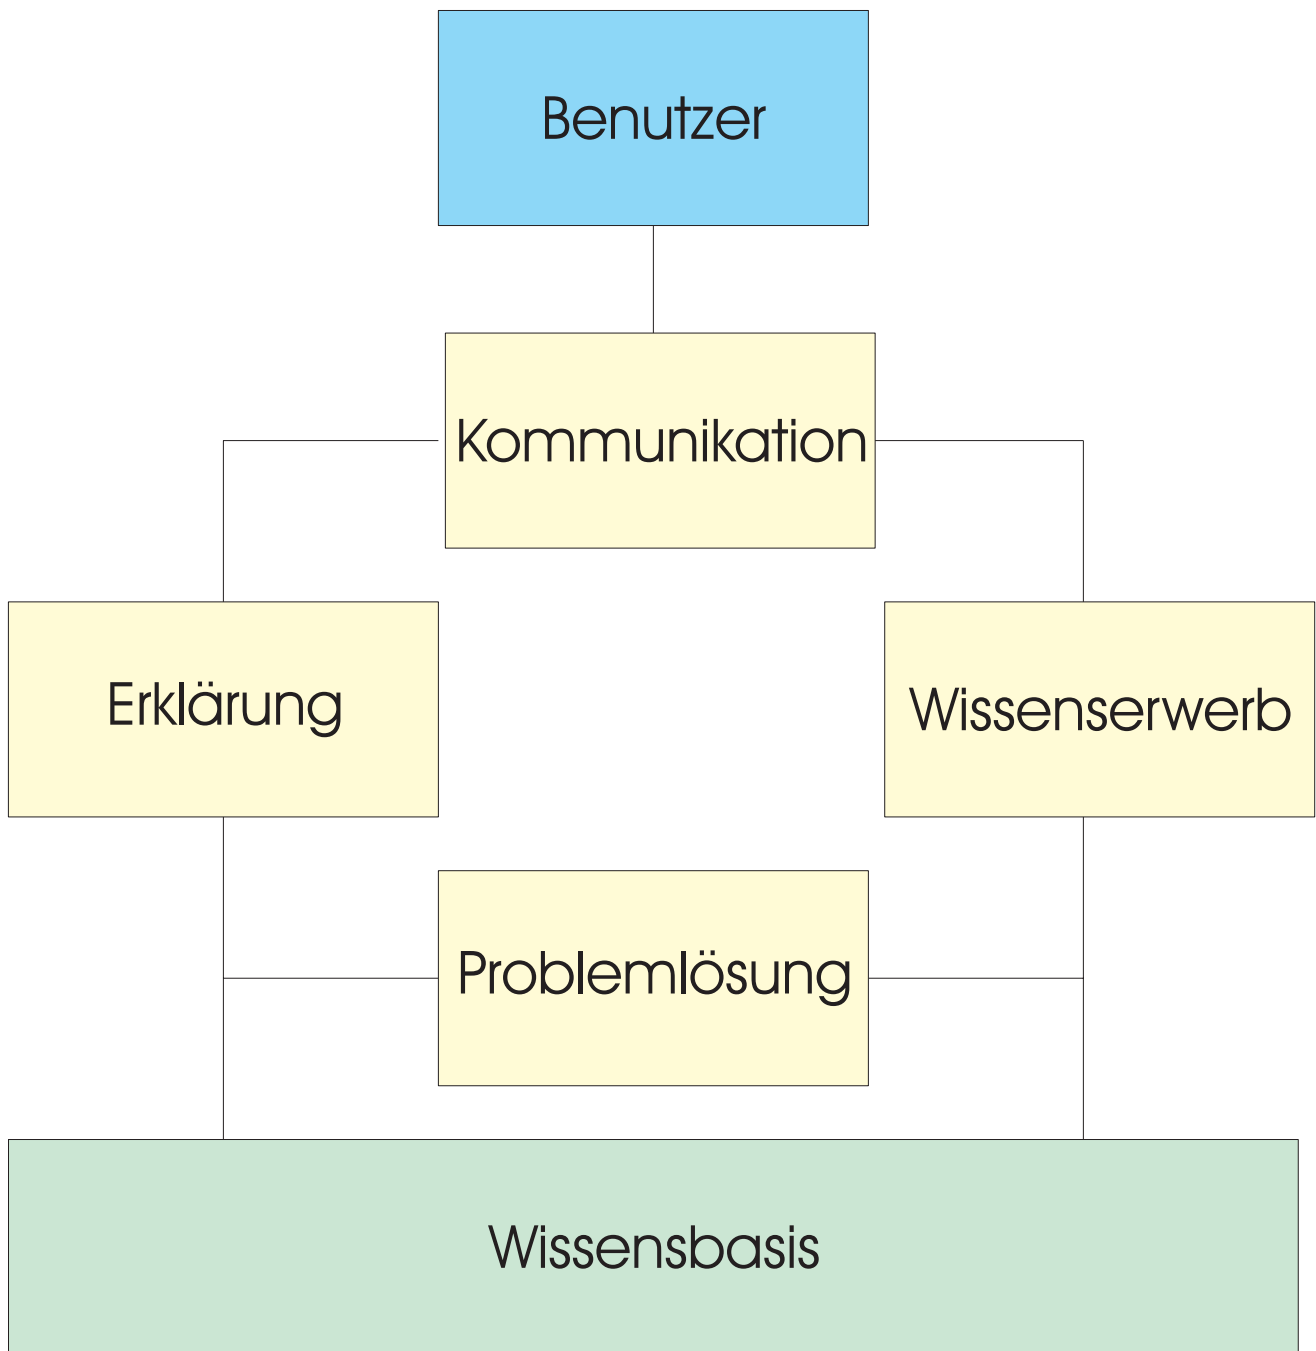 Benutzer
Kommunikation
Erklärung
Wissenserwerb
Problemlösung
Wissensbasis